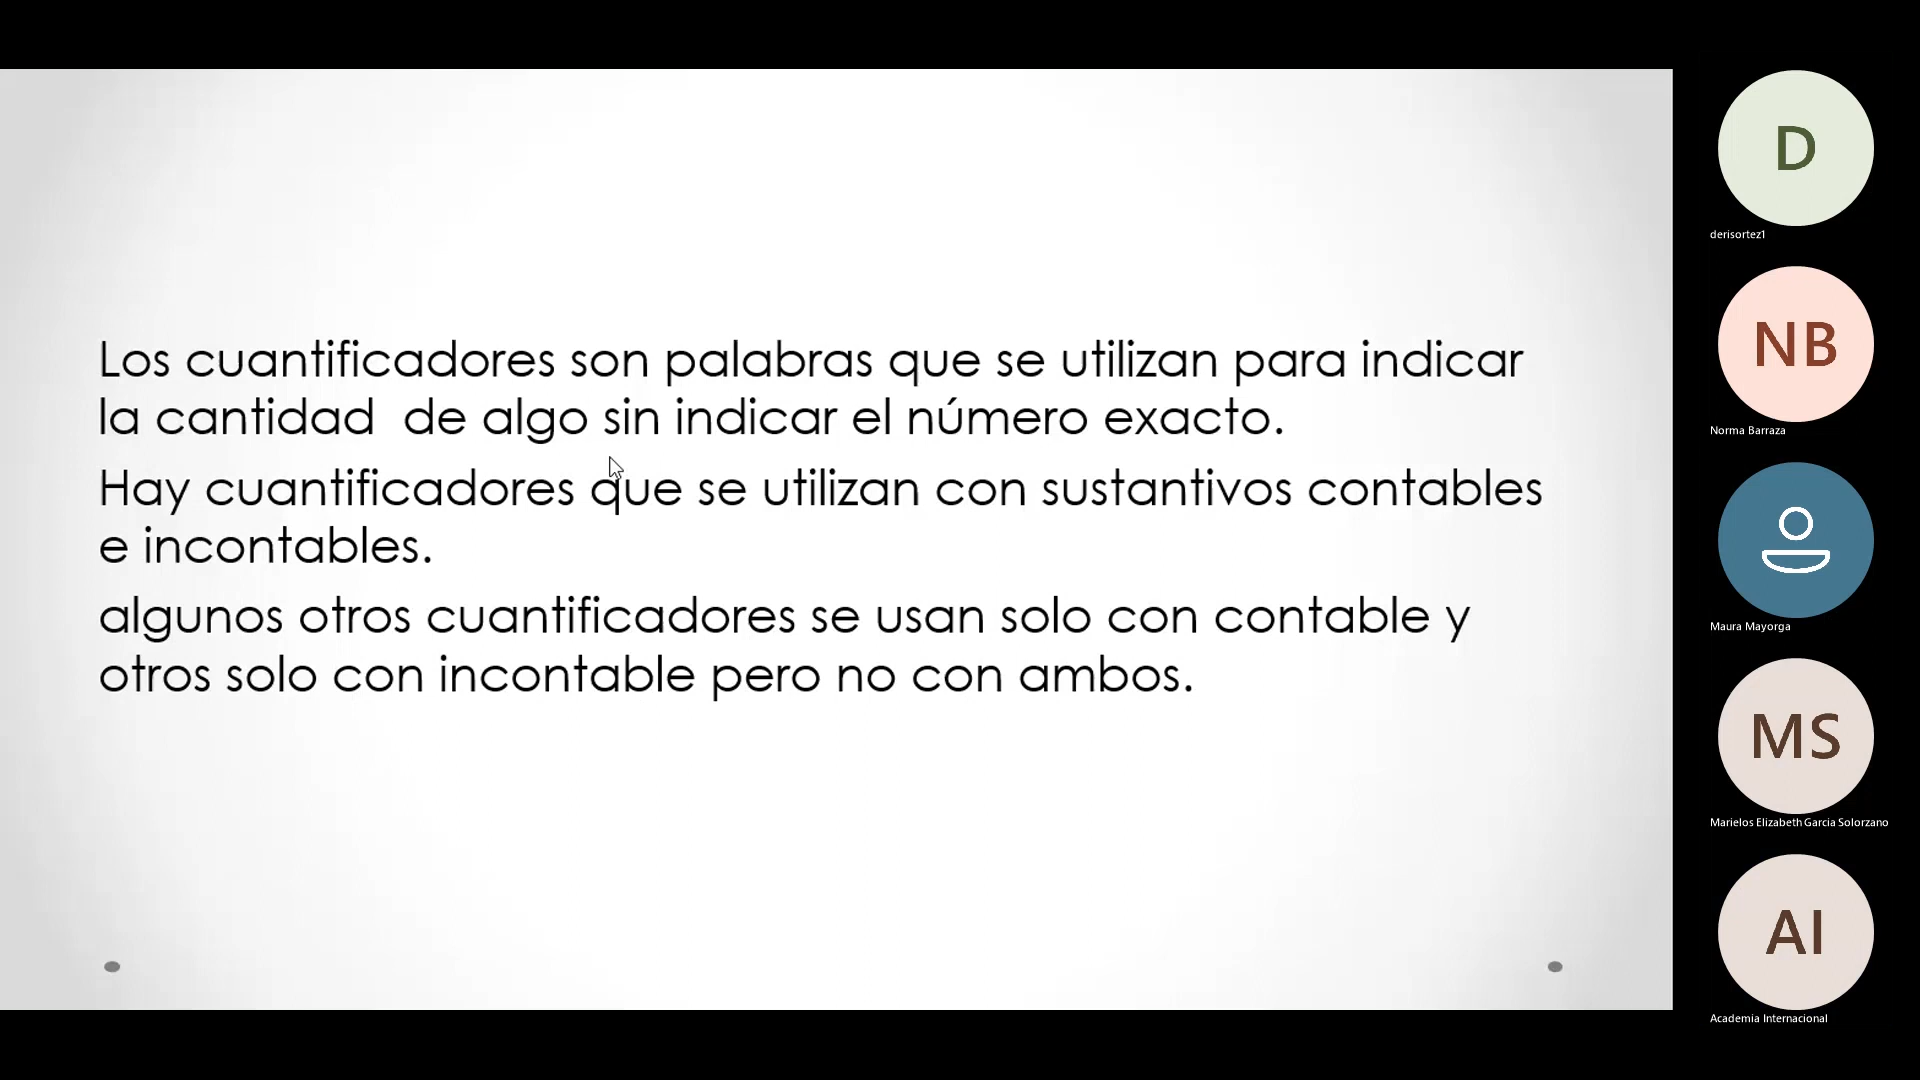 Los cuantificadores son palabras que se utilizan para indicar
la cantidad  de algo sin indicar el número exacto.
Hay cuantificadores que se utilizan con sustantivos contables
e incontables.
algunos otros cuantificadores se usan solo con contable y
otros solo con incontable pero no con ambos.
D
derisortez1
NB
Norma Barraza
Maura Mayorga
MS
Marielos Elizabeth Garcia Solorzano
AI
Academia Internacional